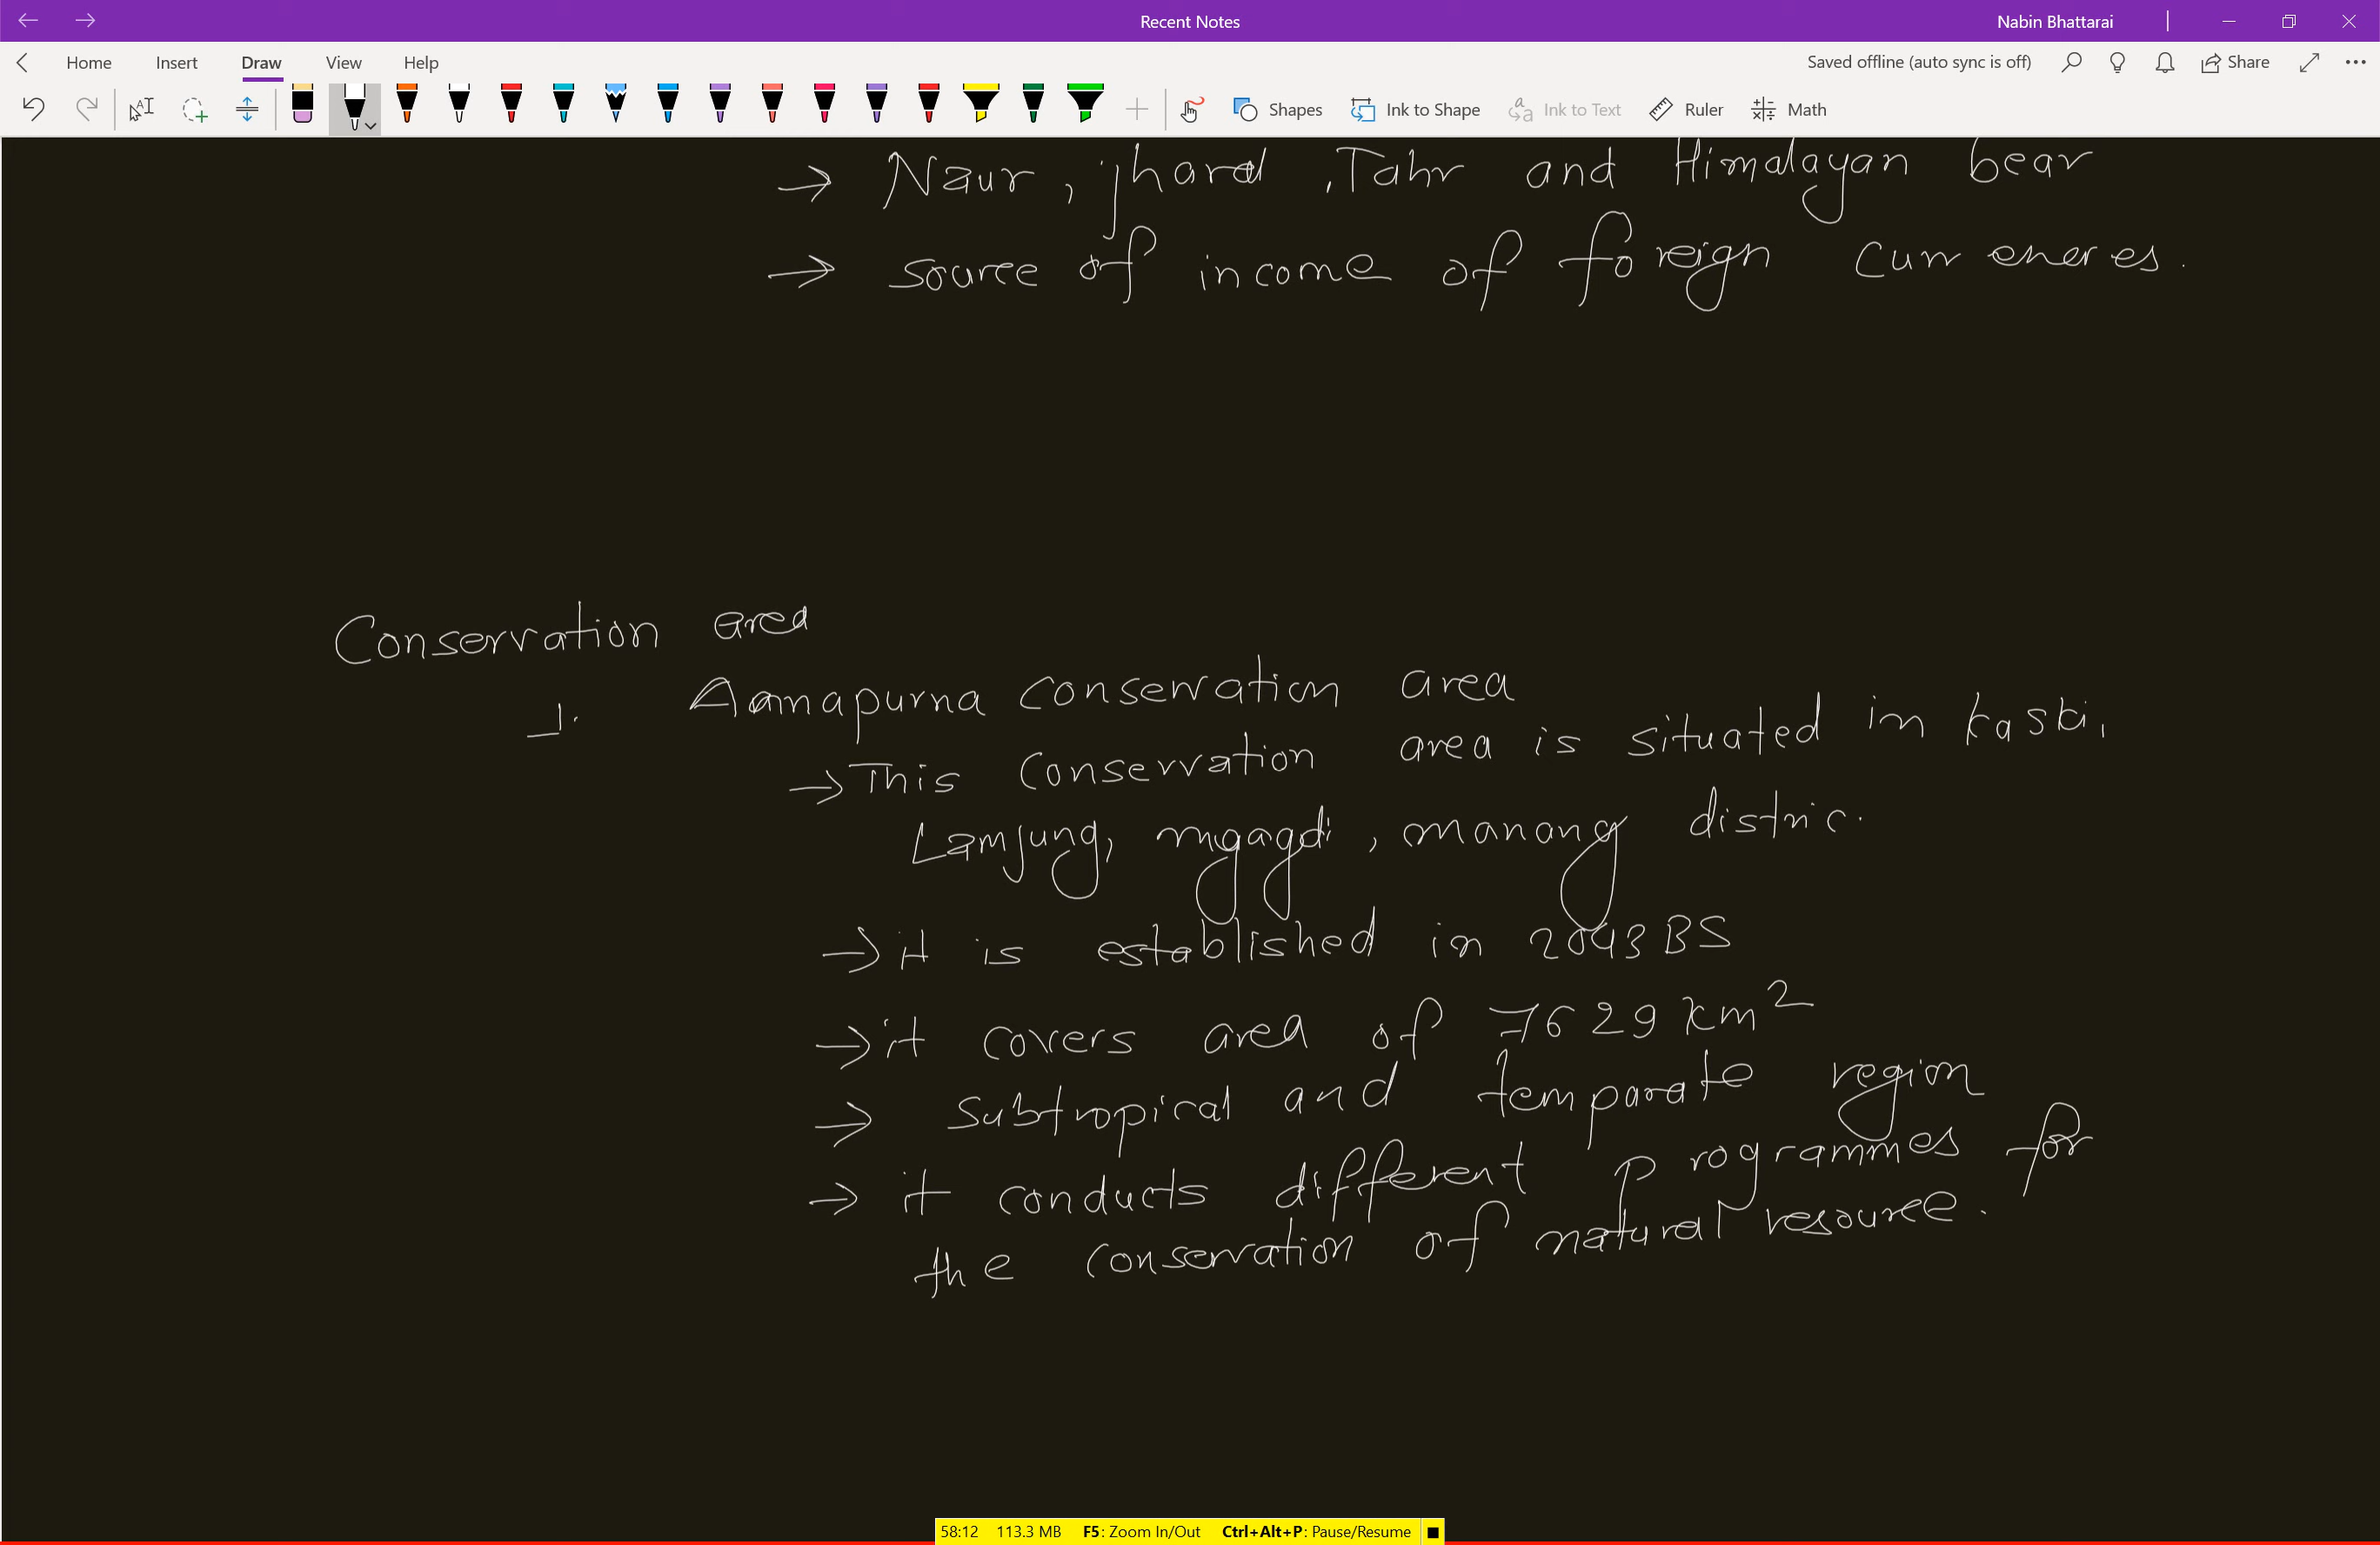 Recent Notes
Nabin Bhattarai
Home Insert Draw View Help
Saved offline (auto sync is off)
Share
Shapes
Ink to Shape
Ink to Text
Ruler
Math
→ Naur, jharal, Tahr and Himalayan bear
→ source of income of foreign curreneres.
Conservation area
1. Aannapurna conservation area
→ This conservation area is situated in kaski,
Lamjung, myagdi, manang distric.
→ it is established in 2043 BS
→ it covers area of 7629 km²
→ subtropical and temparate region
→ it conducts different programmes for
the conservation of natural resource.
58:12 113.3 MB F5: Zoom In/Out Ctrl+Alt+P: Pause/Resume